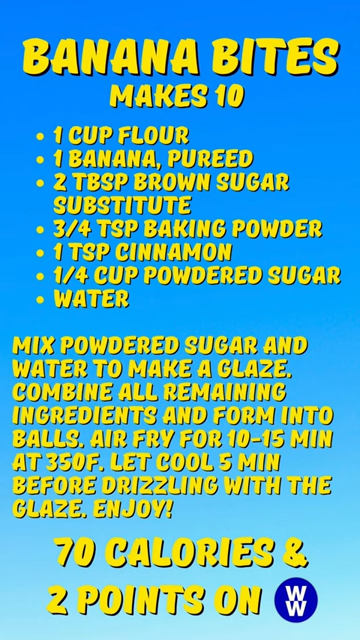 BANANA BITES
MAKES 10
• 1 CUP FLOUR
• 1 BANANA, PUREED
• 2 TBSP BROWN SUGAR
SUBSTITUTE
• 3/4 TSP BAKING POWDER
• 1 TSP CINNAMON
• 1/4 CUP POWDERED SUGAR
• WATER
MIX POWDERED SUGAR AND
WATER TO MAKE A GLAZE.
COMBINE ALL REMAINING
INGREDIENTS AND FORM INTO
BALLS. AIR FRY FOR 10-15 MIN
AT 350F. LET COOL 5 MIN
BEFORE DRIZZLING WITH THE
GLAZE. ENJOY!
70 CALORIES &
2 POINTS ON WW